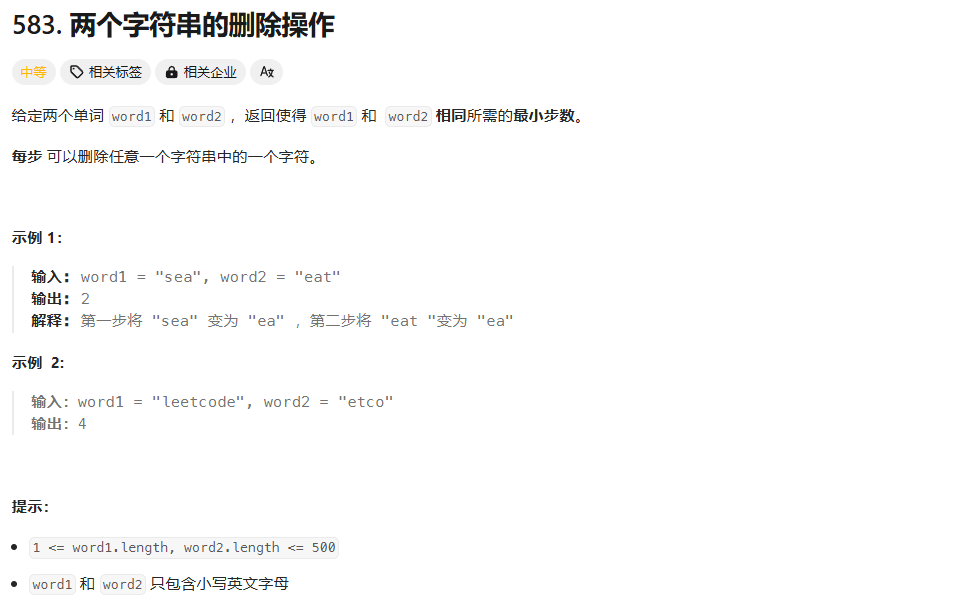 583. 两个字符串的删除操作
中等 相关标签 相关企业 Ax
给定两个单词 word1 和 word2 ，返回使得 word1 和 word2 相同所需的最小步数。
每步 可以删除任意一个字符串中的一个字符。
示例 1：
输入: word1 = "sea", word2 = "eat"
输出: 2
解释: 第一步将 "sea" 变为 "ea" ，第二步将 "eat "变为 "ea"
示例  2:
输入：word1 = "leetcode", word2 = "etco"
输出：4
提示：
1 <= word1.length, word2.length <= 500
word1 和 word2 只包含小写英文字母